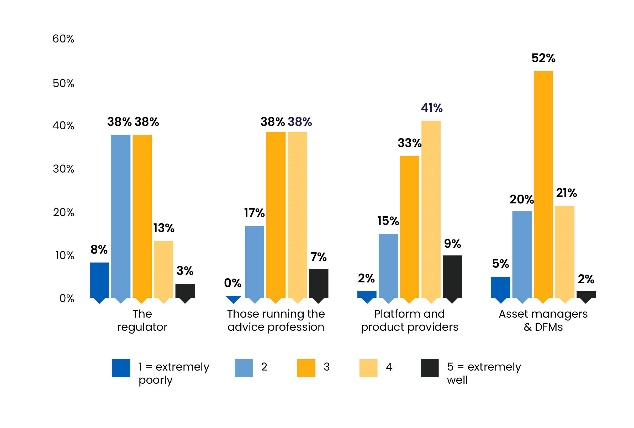 60%
50%
40%
30%
20%
10%
0%
8%
38%
38%
13%
3%
0%
17%
38%
38%
7%
2%
15%
33%
41%
9%
5%
20%
52%
21%
2%
The
regulator
Those running the
advice profession
Platform and
product providers
Asset managers
& DFMs
1 = extremely
poorly
2
3
4
5 = extremely
well